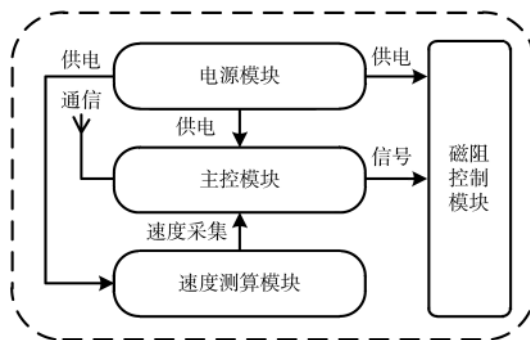 供电
电源模块
供电
通信
供电
主控模块
信号
磁阻
控制
模块
速度采集
速度测算模块